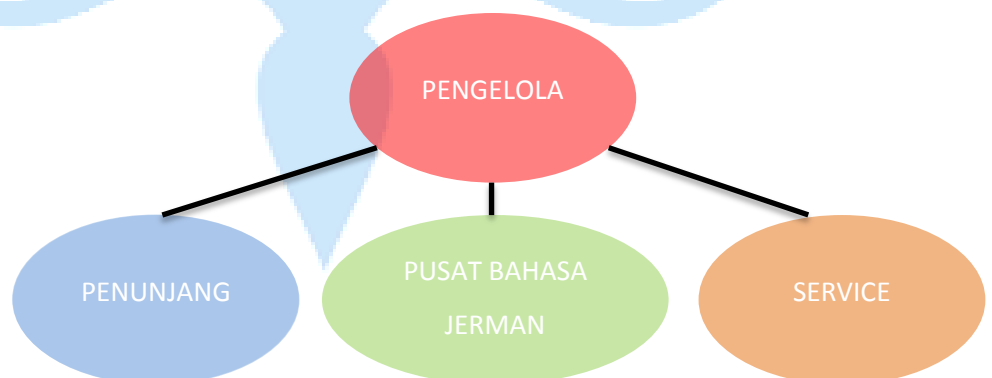 PENGELOLA
PENUNJANG
PUSAT BAHASA
JERMAN
SERVICE